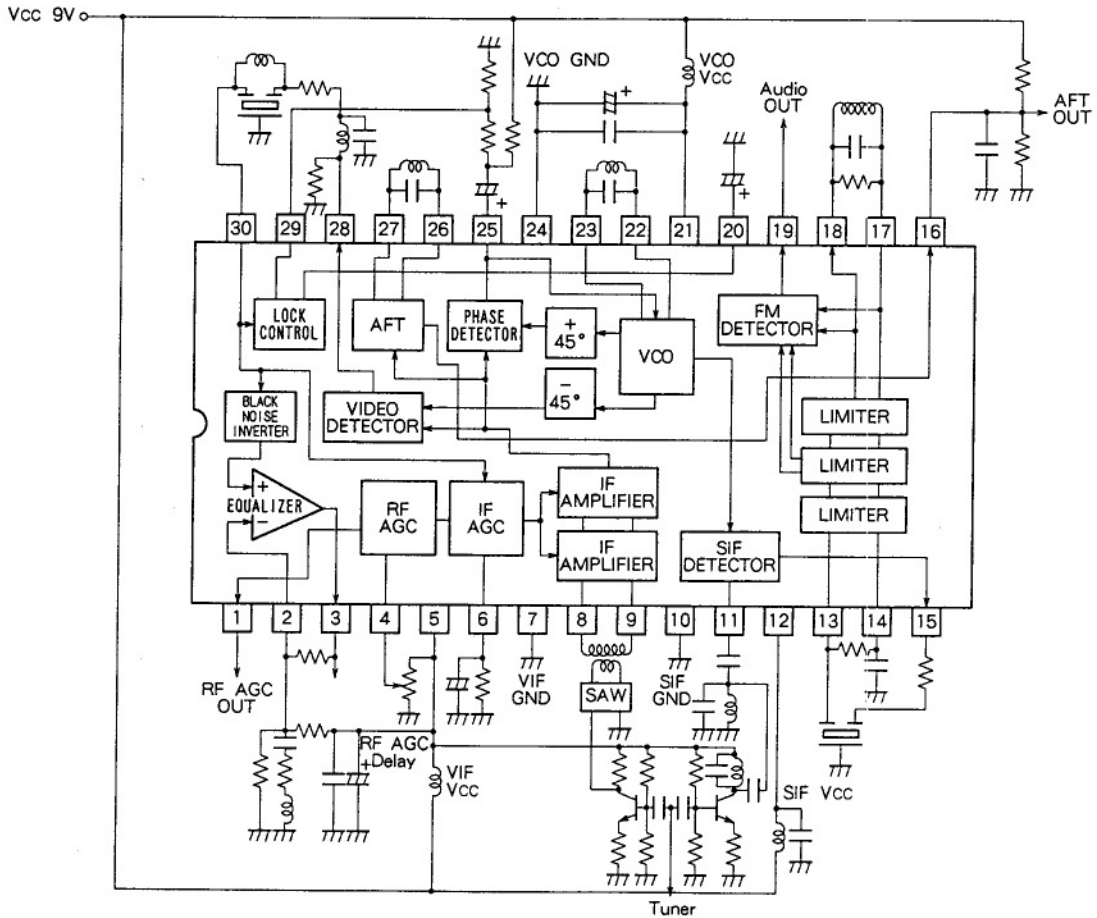 Vcc 9V
VCO GND
VCO
Vcc
Audio
OUT
AFT
OUT
30
29
28
27
26
25
24
23
22
21
20
19
18
17
16
LOCK
CONTROL
AFT
PHASE
DETECTOR
+
45°
VCO
FM
DETECTOR
BLACK
NOISE
INVERTER
VIDEO
DETECTOR
−
45°
LIMITER
LIMITER
LIMITER
+
EQUALIZER
−
RF
AGC
IF
AGC
IF
AMPLIFIER
IF
AMPLIFIER
SIF
DETECTOR
1
2
3
4
5
6
7
8
9
10
11
12
13
14
15
RF AGC
OUT
VIF
GND
SAW
SIF
GND
RF AGC
Delay
VIF
Vcc
SIF Vcc
Tuner
+
+
+
+